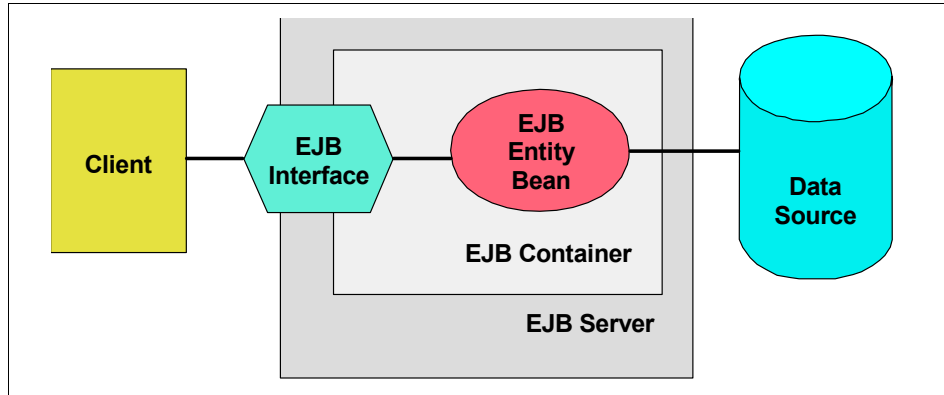 Client
EJB
Interface
EJB
Entity
Bean
Data
Source
EJB Container
EJB Server